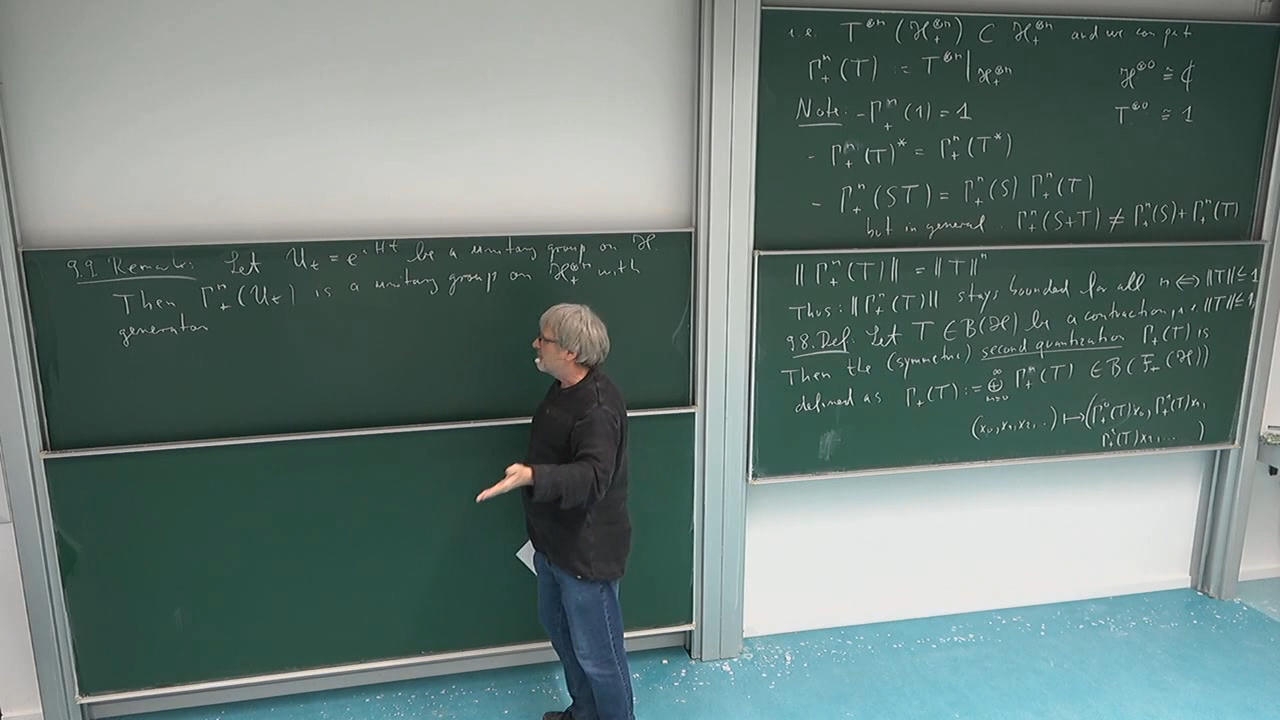 9.9. Remarks: Let U_t = e^{iHt} be a unitary group on ℋ.
Then Γ₊ⁿ(U_t) is a unitary group on ℋ₊^{⊗n} with
generator
i.e. T^{⊗n}(ℋ₊^{⊗n}) ⊂ ℋ₊^{⊗n} and we can put
Γ₊ⁿ(T) := T^{⊗n}|_{ℋ₊^{⊗n}} ℋ^{⊗0} ≅ ℂ
Note: - Γ₊ⁿ(1) = 1 T^{⊗0} ≅ 1
- Γ₊ⁿ(T)* = Γ₊ⁿ(T*)
- Γ₊ⁿ(ST) = Γ₊ⁿ(S) Γ₊ⁿ(T)
but in general. Γ₊ⁿ(S+T) ≠ Γ₊ⁿ(S) + Γ₊ⁿ(T)
‖Γ₊ⁿ(T)‖ = ‖T‖ⁿ
Thus: ‖Γ₊ⁿ(T)‖ stays bounded for all n ⇔ ‖T‖ ≤ 1
9.8. Def: Let T ∈ B(ℋ) be a contraction, i.e. ‖T‖ ≤ 1,
Then the (symmetric) second quantization Γ₊(T) is
defined as Γ₊(T) := ⊕_{n=0}^∞ Γ₊ⁿ(T) ∈ B(F₊(ℋ))
(x₀, x₁, x₂, ...) ↦ (Γ₊⁰(T)x₀, Γ₊¹(T)x₁,
Γ₊²(T)x₂, ... )